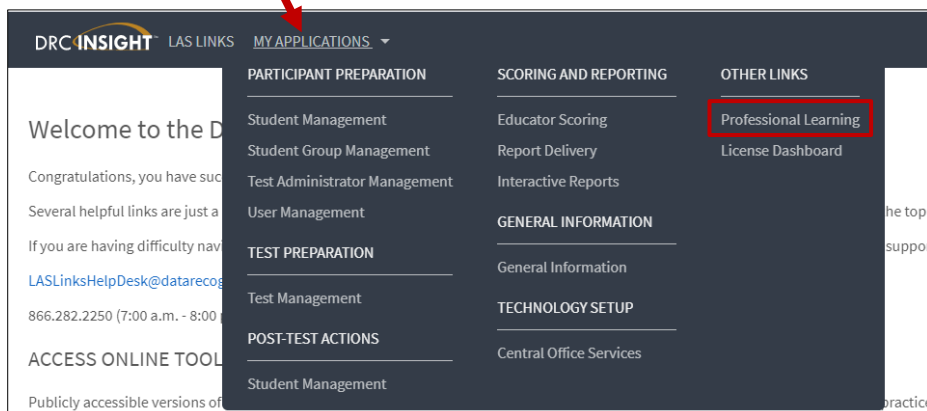 DRC INSIGHT LAS LINKS MY APPLICATIONS
PARTICIPANT PREPARATION
Student Management
Student Group Management
Test Administrator Management
User Management
TEST PREPARATION
Test Management
POST-TEST ACTIONS
Student Management
SCORING AND REPORTING
Educator Scoring
Report Delivery
Interactive Reports
GENERAL INFORMATION
General Information
TECHNOLOGY SETUP
Central Office Services
OTHER LINKS
Professional Learning
License Dashboard
Welcome to the D
Congratulations, you have suc
Several helpful links are just a he top
If you are having difficulty navi suppo
LASLinksHelpDesk@datarecog
866.282.2250 (7:00 a.m. - 8:00
ACCESS ONLINE TOOL
Publicly accessible versions of practice